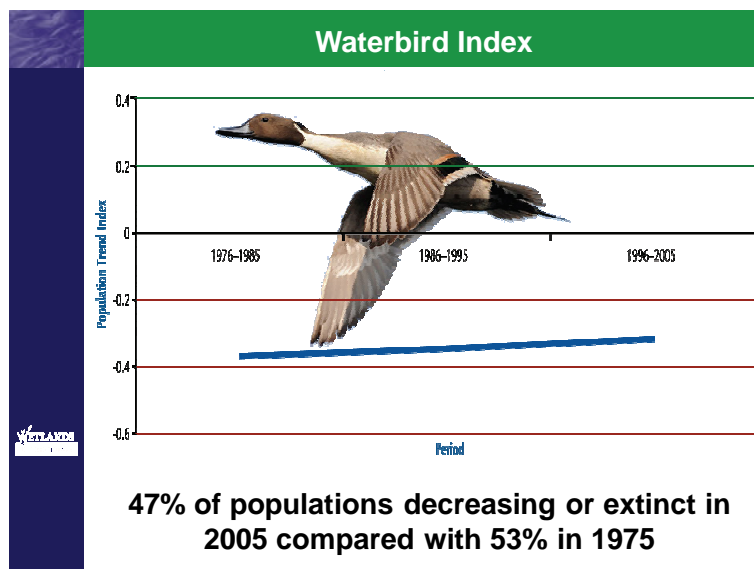 Waterbird Index
0.4
0.2
0
-0.2
-0.4
-0.6
Population Trend Index
1976–1985
1986–1995
1996–2005
Period
WETLANDS
47% of populations decreasing or extinct in
2005 compared with 53% in 1975